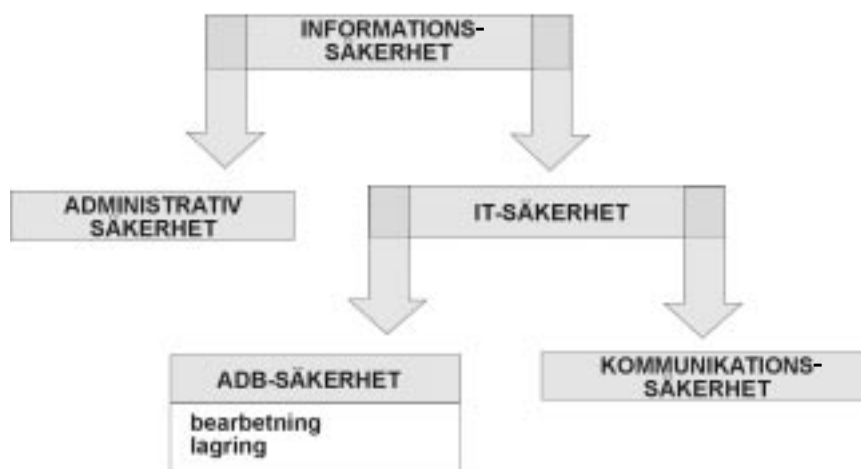 INFORMATIONS-
SÄKERHET
ADMINISTRATIV
SÄKERHET
IT-SÄKERHET
ADB-SÄKERHET
bearbetning
lagring
KOMMUNIKATIONS-
SÄKERHET